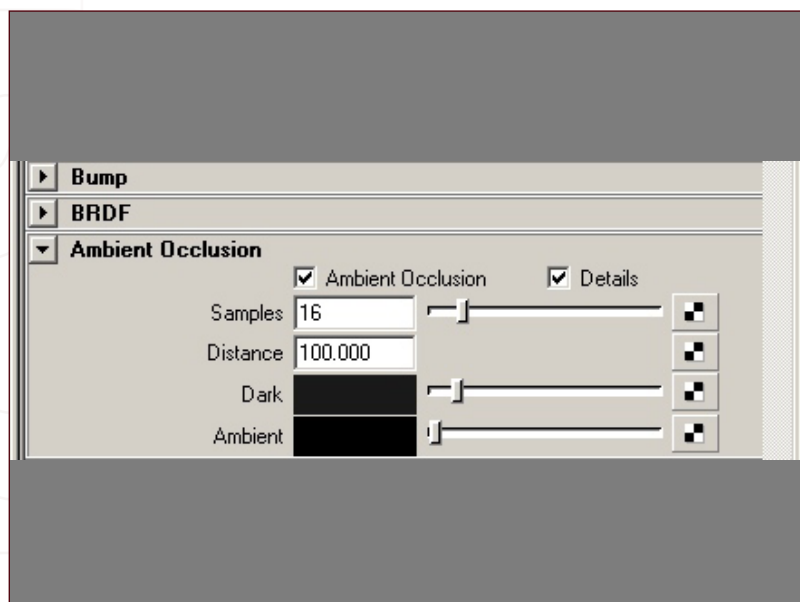 Bump
BRDF
Ambient Occlusion
Ambient Occlusion Details
Samples 16
Distance 100.000
Dark
Ambient